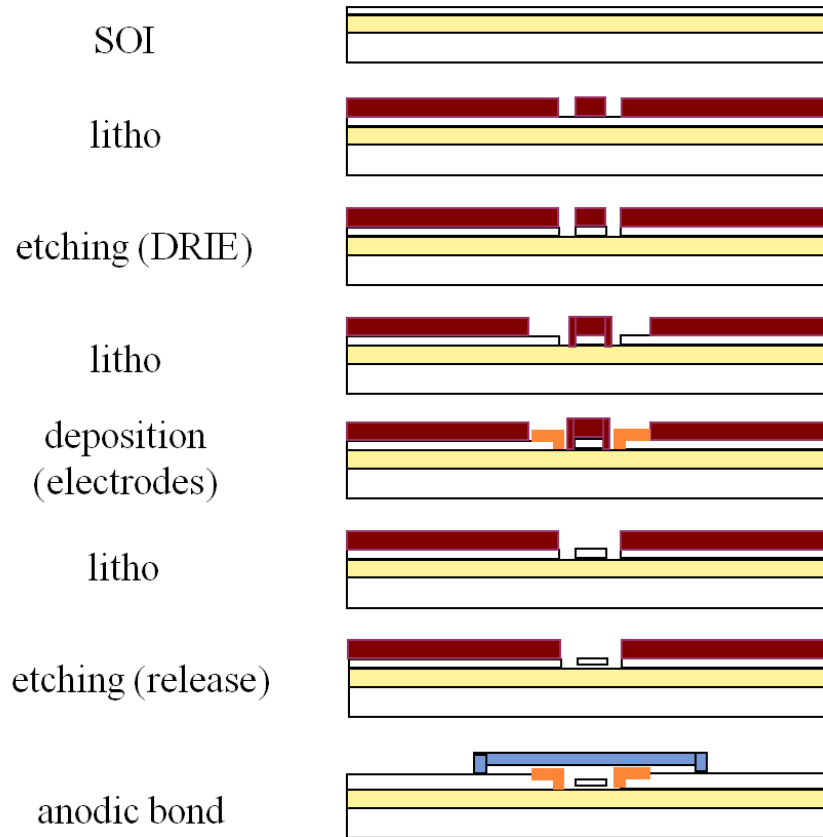 SOI
litho
etching (DRIE)
litho
deposition
(electrodes)
litho
etching (release)
anodic bond